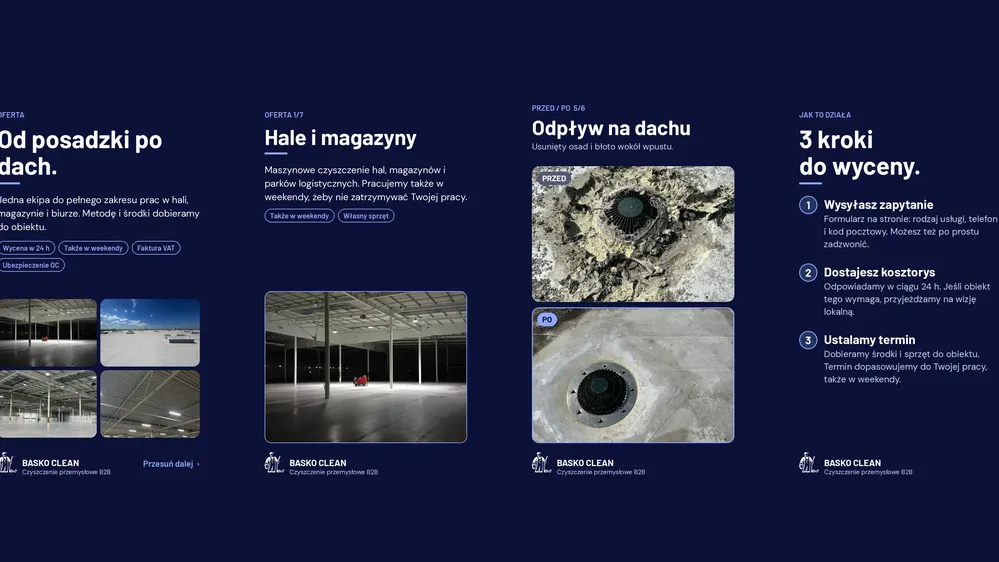 OFERTA
Od posadzki po
dach.
Jedna ekipa do pełnego zakresu prac w hali,
magazynie i biurze. Metodę i środki dobieramy
do obiektu.
Wycena w 24 h
Także w weekendy
Faktura VAT
Ubezpieczenie OC
BASKO CLEAN
Czyszczenie przemysłowe B2B
Przesuń dalej ›
OFERTA 1/7
Hale i magazyny
Maszynowe czyszczenie hal, magazynów i
parków logistycznych. Pracujemy także w
weekendy, żeby nie zatrzymywać Twojej pracy.
Także w weekendy
Własny sprzęt
BASKO CLEAN
Czyszczenie przemysłowe B2B
PRZED / PO 5/6
Odpływ na dachu
Usunięty osad i błoto wokół wpustu.
PRZED
PO
BASKO CLEAN
Czyszczenie przemysłowe B2B
JAK TO DZIAŁA
3 kroki
do wyceny.
1 Wysyłasz zapytanie
Formularz na stronie: rodzaj usługi, telefon
i kod pocztowy. Możesz też po prostu
zadzwonić.
2 Dostajesz kosztorys
Odpowiadamy w ciągu 24 h. Jeśli obiekt
tego wymaga, przyjeżdżamy na wizję
lokalną.
3 Ustalamy termin
Dobieramy środki i sprzęt do obiektu.
Termin dopasowujemy do Twojej pracy,
także w weekendy.
BASKO CLEAN
Czyszczenie przemysłowe B2B